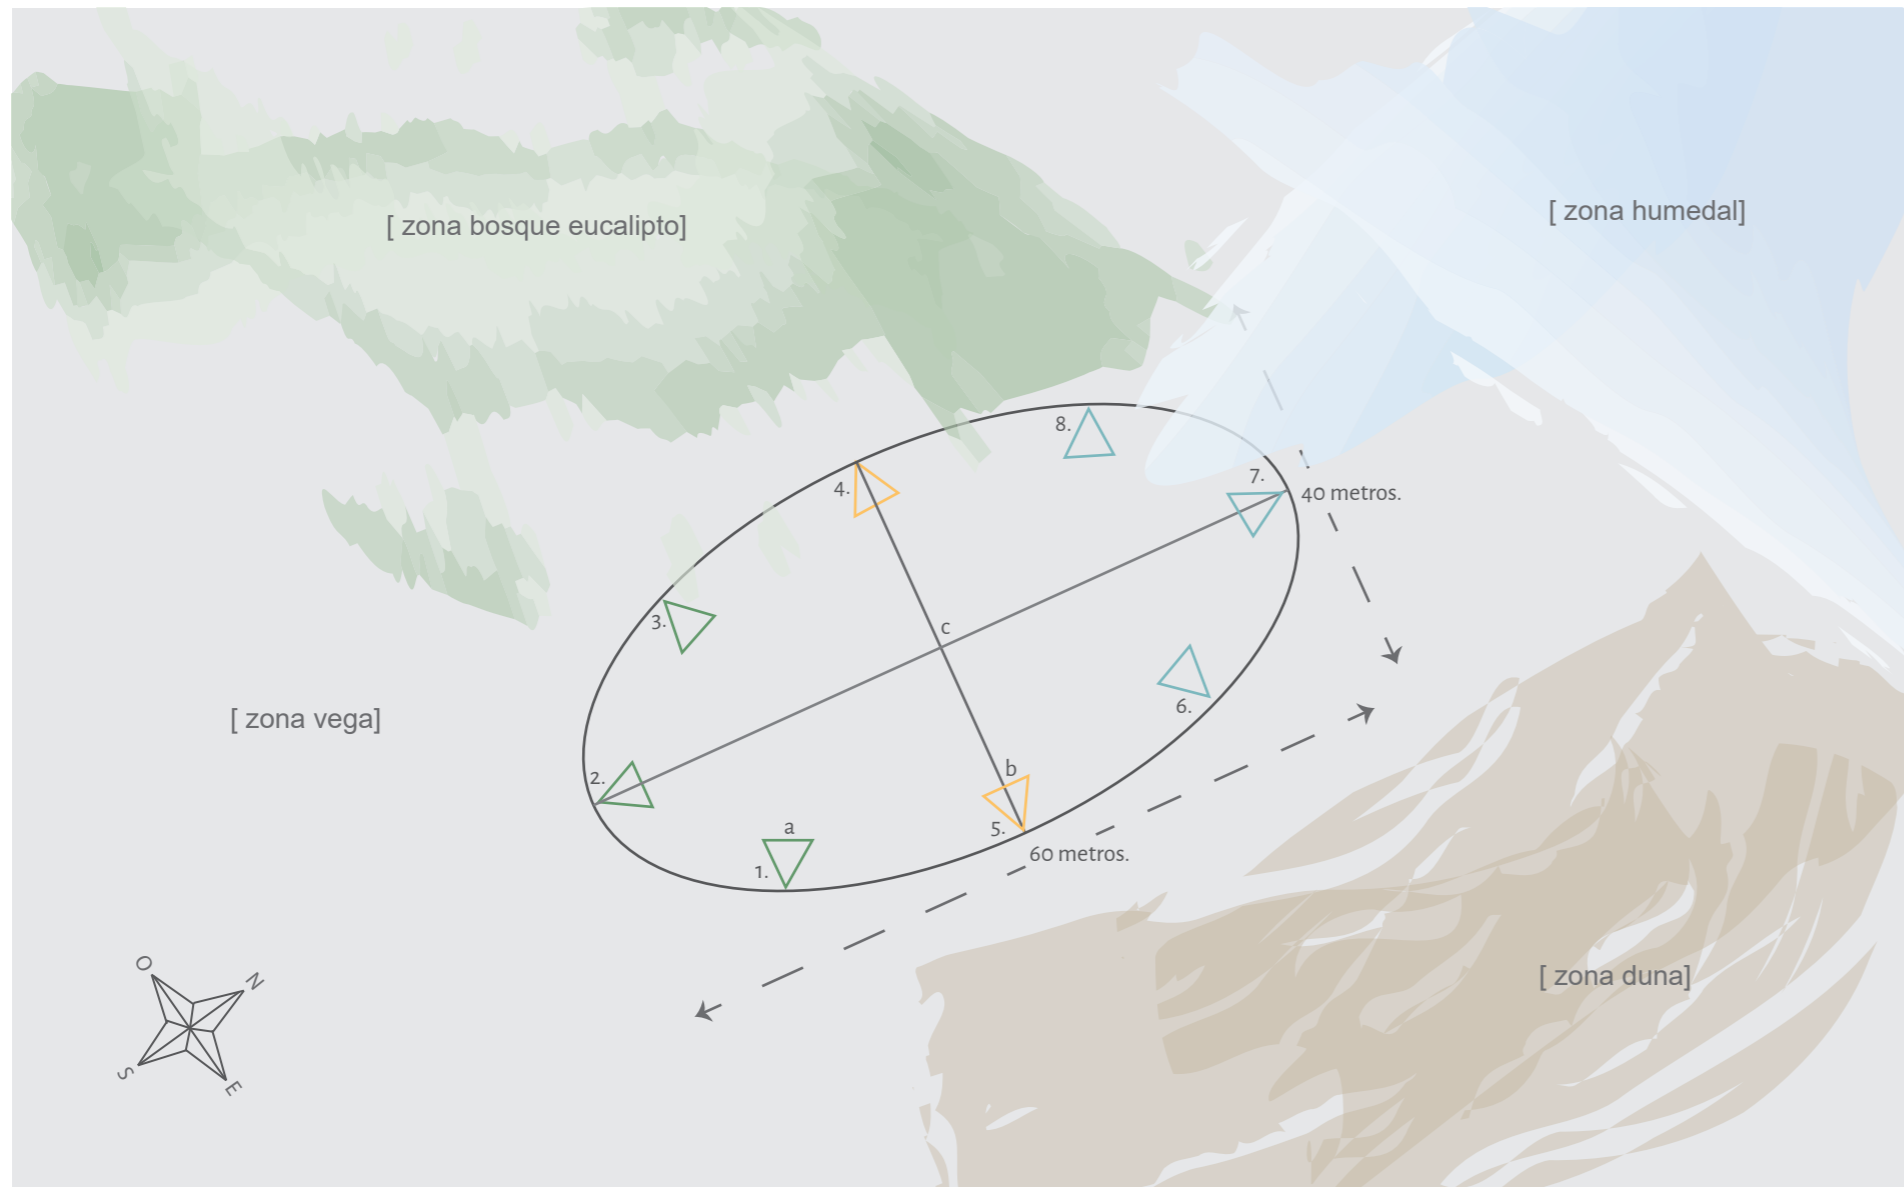 [ zona bosque eucalipto]
[ zona humedal]
8.
4.
7.
40 metros.
3.
c
6.
[ zona vega]
2.
b
5.
a
1.
60 metros.
[ zona duna]
O
N
S
E